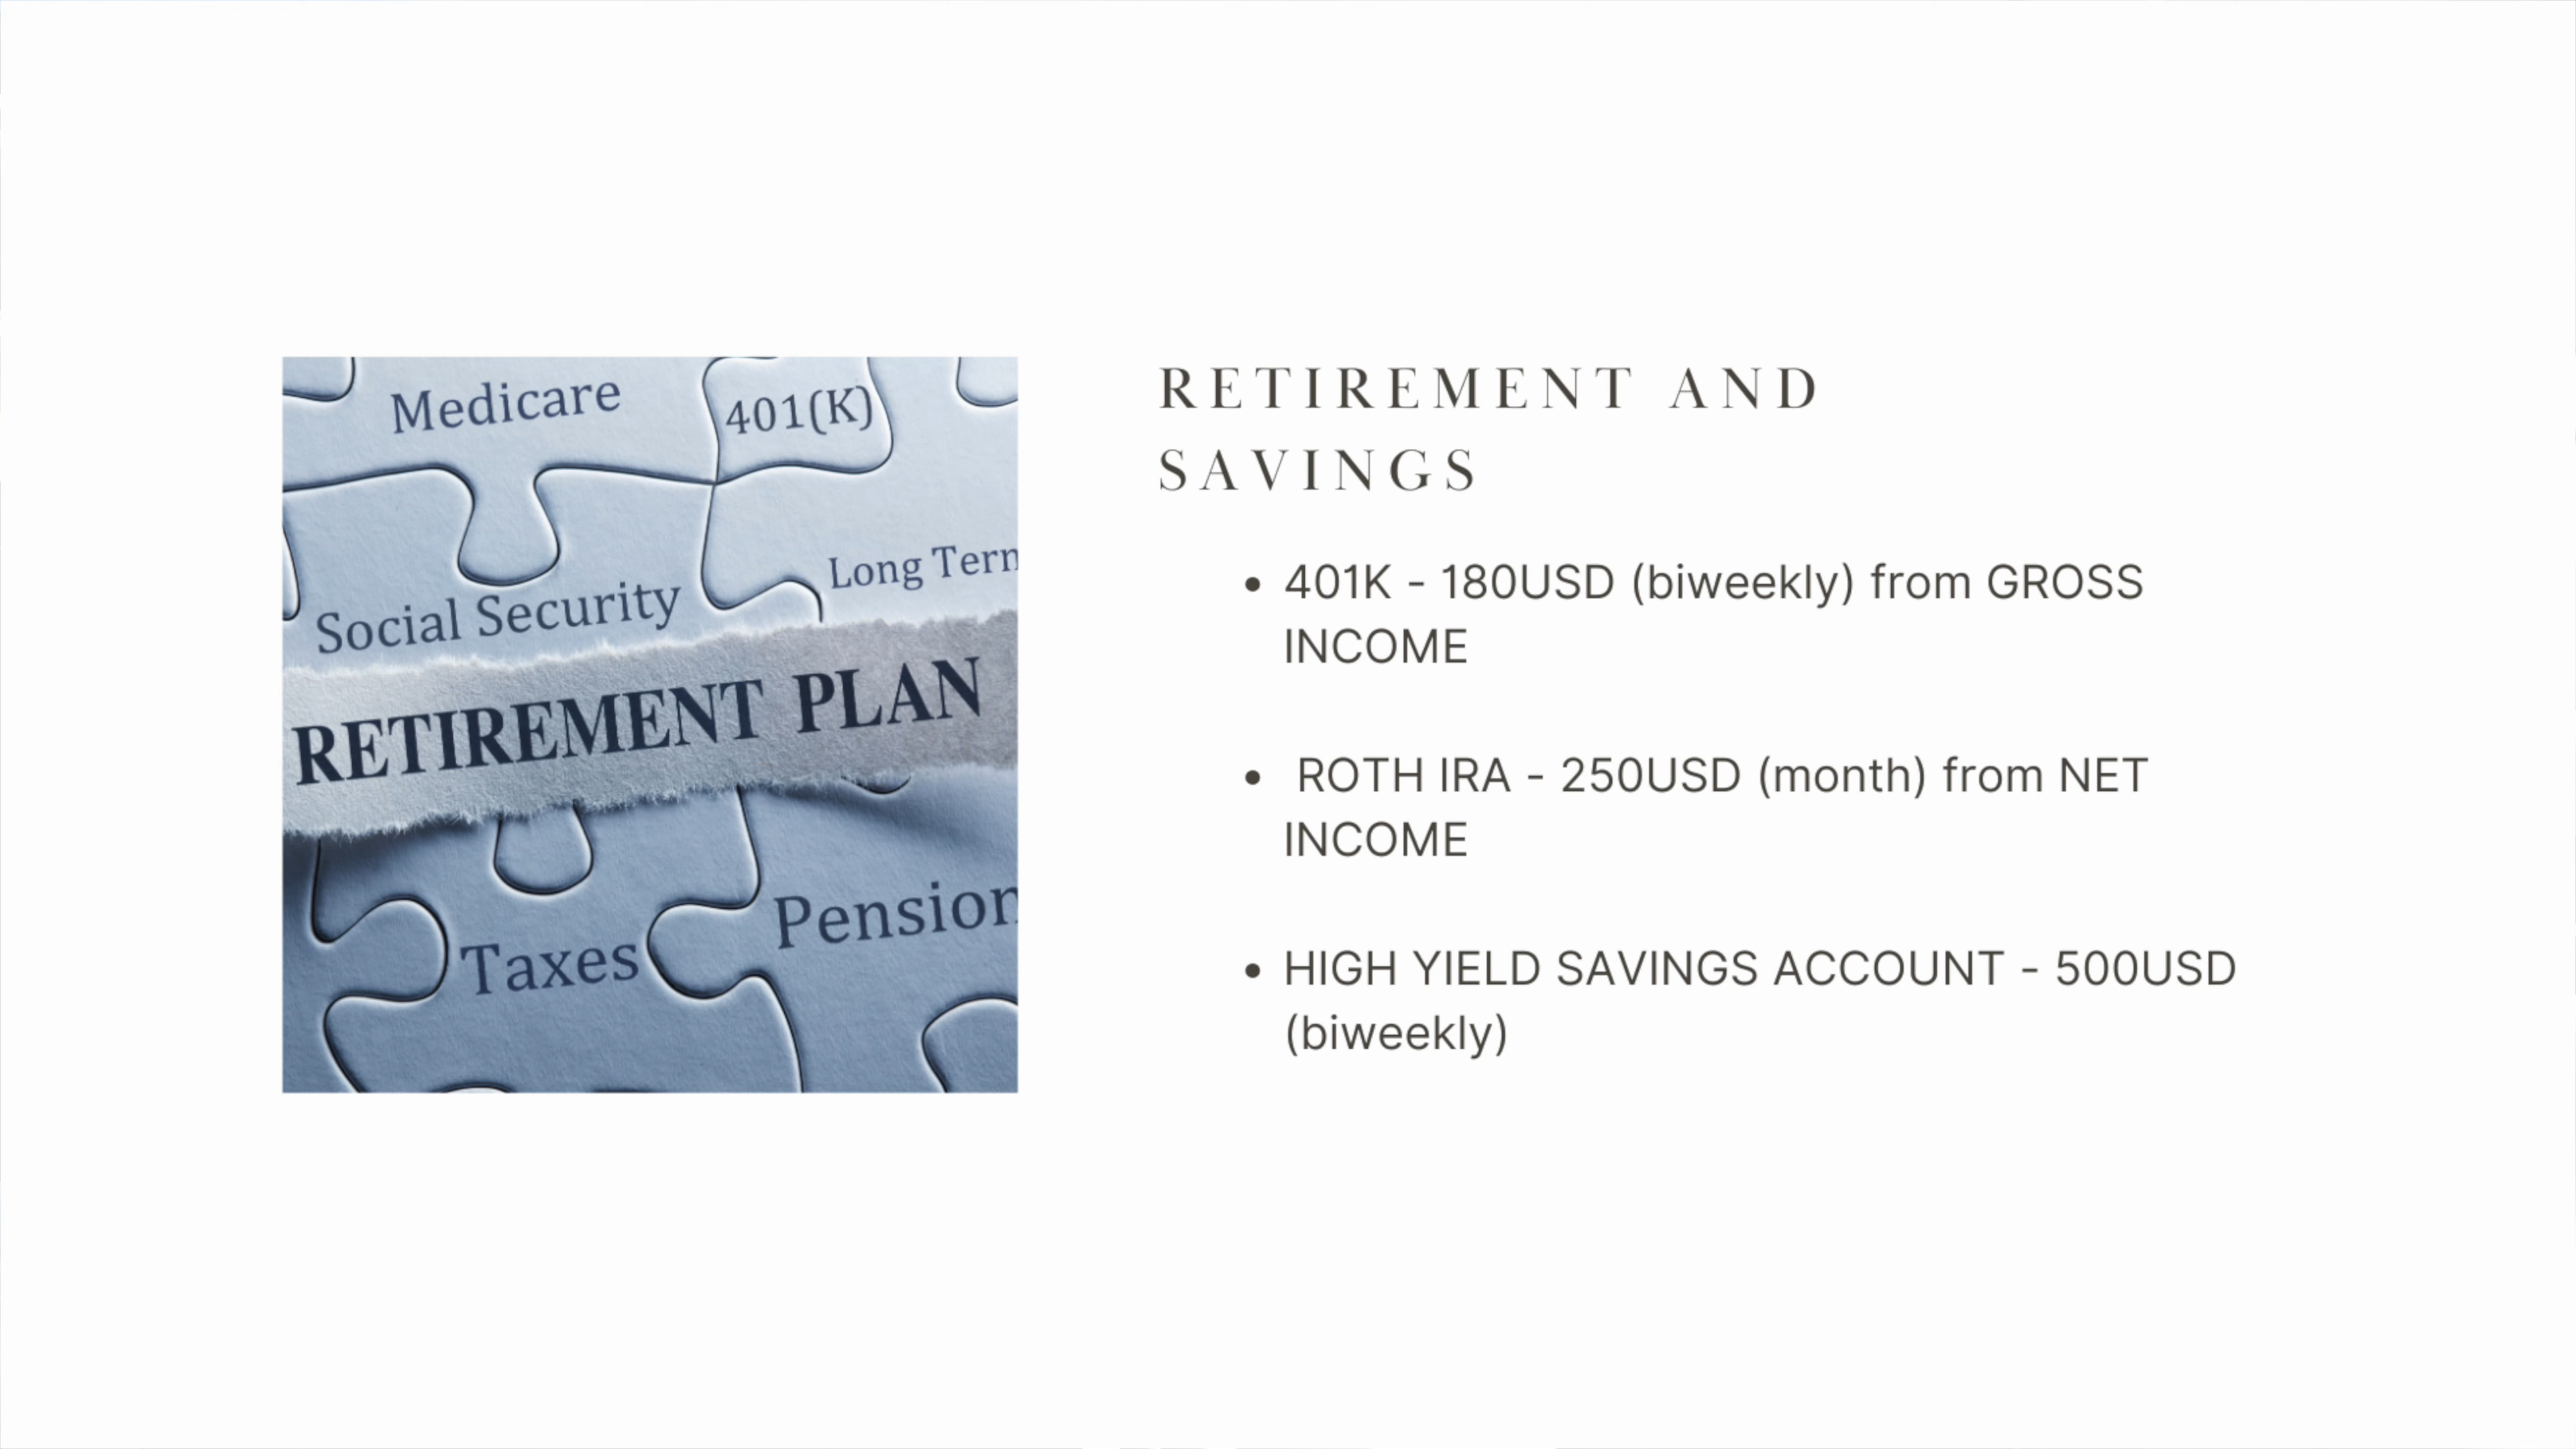 Medicare
401(K)
Social Security
Long Term
RETIREMENT PLAN
Taxes
Pension
RETIREMENT AND
SAVINGS
• 401K - 180USD (biweekly) from GROSS
INCOME
• ROTH IRA - 250USD (month) from NET
INCOME
• HIGH YIELD SAVINGS ACCOUNT - 500USD
(biweekly)